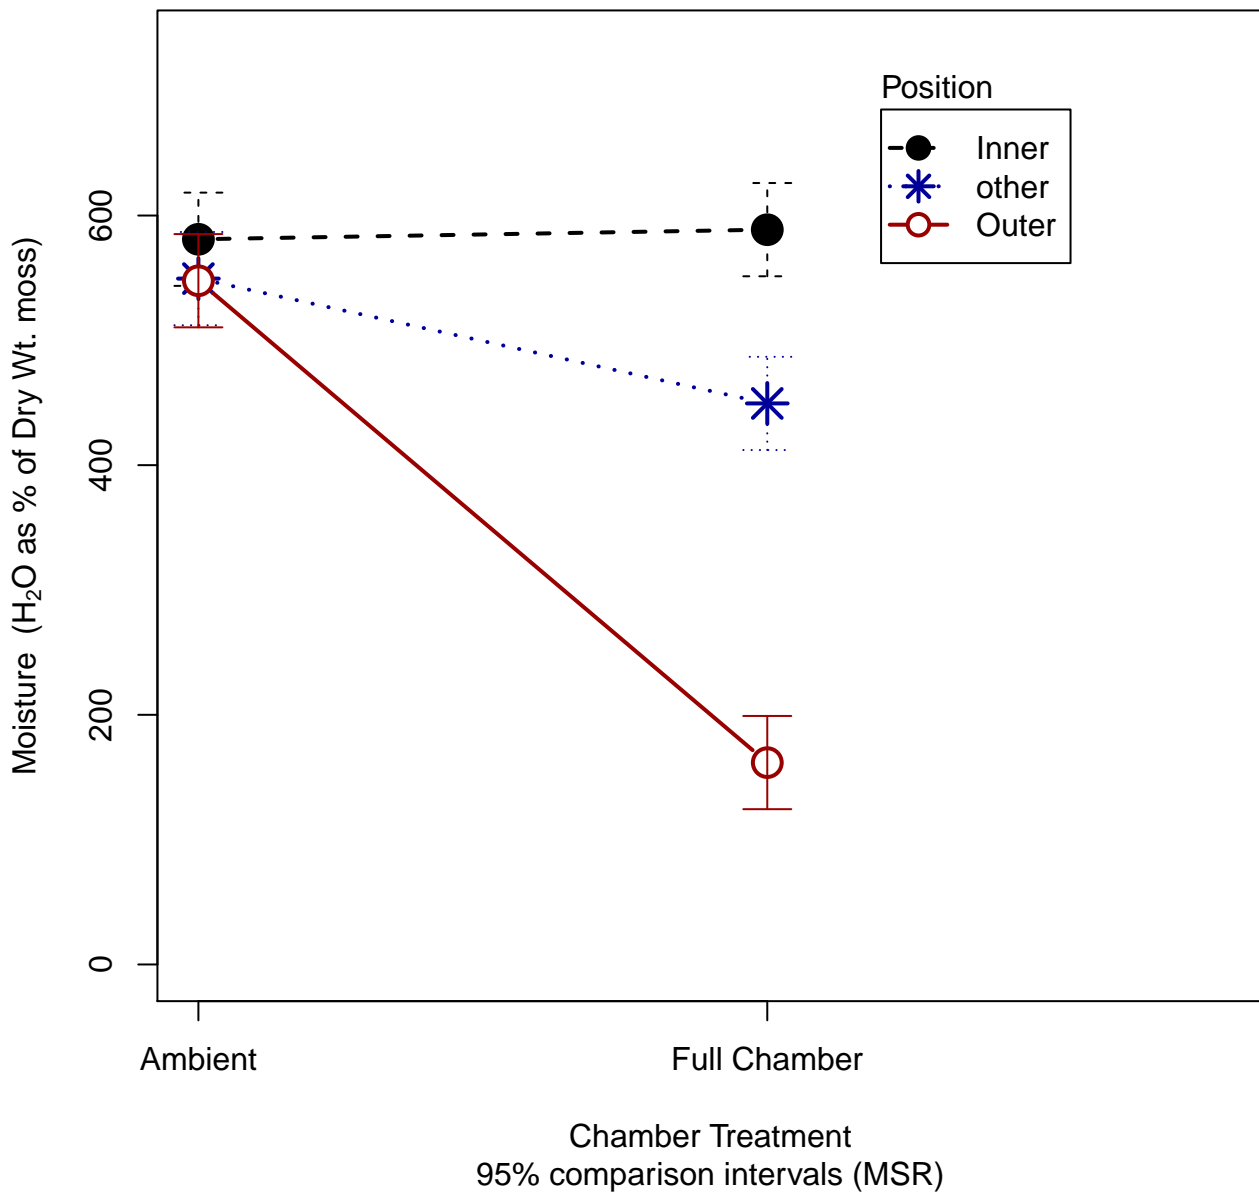 Position
Inner
other
Outer
Moisture (H₂O as % of Dry Wt. moss)
600
400
200
0
Ambient
Full Chamber
Chamber Treatment
95% comparison intervals (MSR)